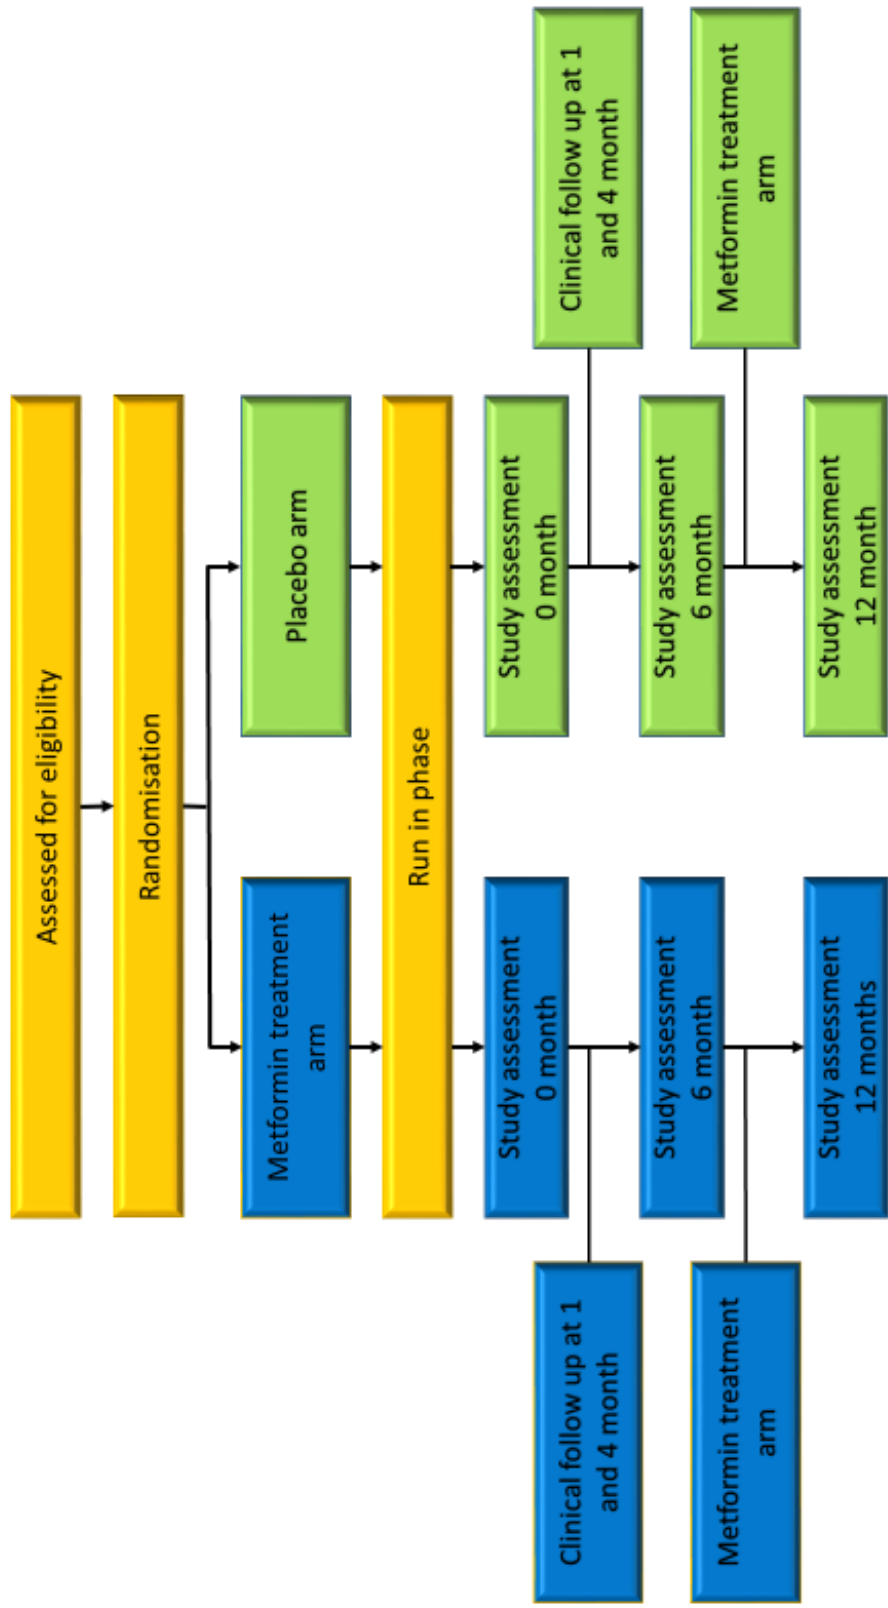 Assessed for eligibility
Randomisation
Metformin treatment
arm
Placebo arm
Run in phase
Study assessment
0 month
Study assessment
0 month
Clinical follow up at 1
and 4 month
Clinical follow up at 1
and 4 month
Study assessment
6 month
Study assessment
6 month
Metformin treatment
arm
Metformin treatment
arm
Study assessment
12 months
Study assessment
12 month